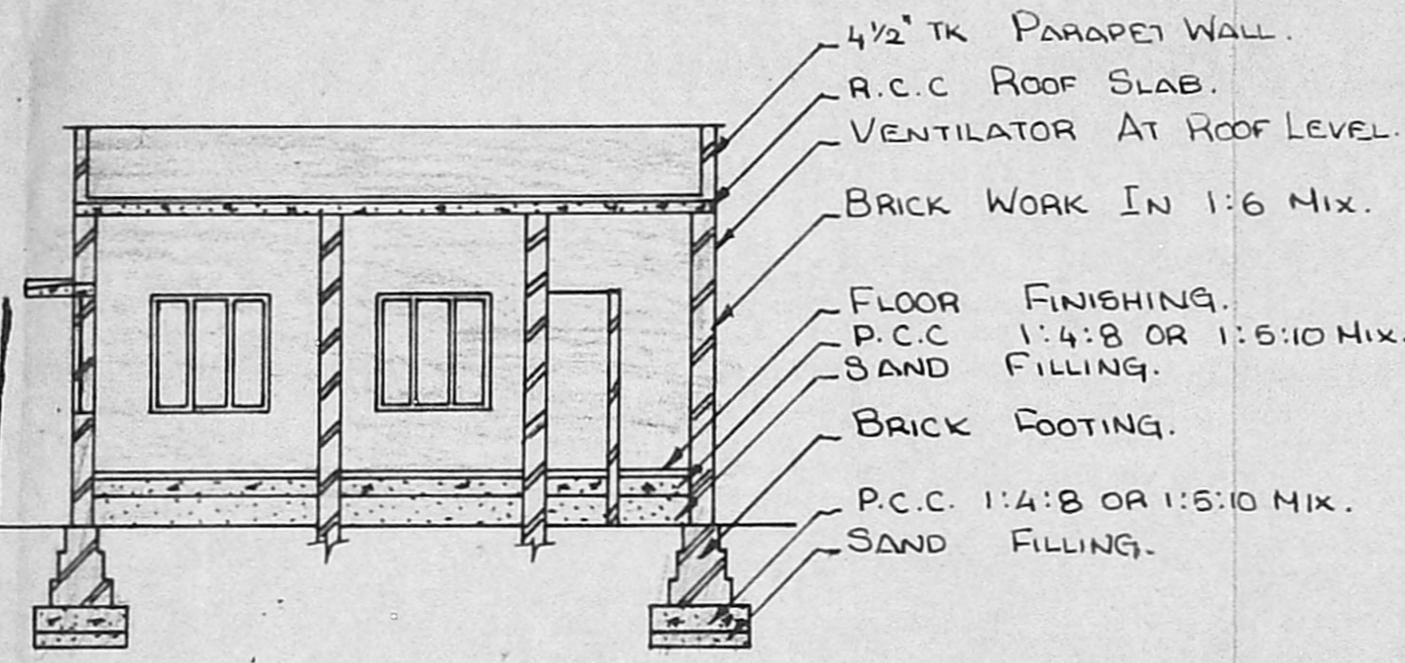 4½" TK PARAPET WALL.
R.C.C ROOF SLAB.
VENTILATOR AT ROOF LEVEL.
BRICK WORK IN 1:6 MIX.
FLOOR FINISHING.
P.C.C 1:4:8 OR 1:5:10 MIX.
SAND FILLING.
BRICK FOOTING.
P.C.C. 1:4:8 OR 1:5:10 MIX.
SAND FILLING.